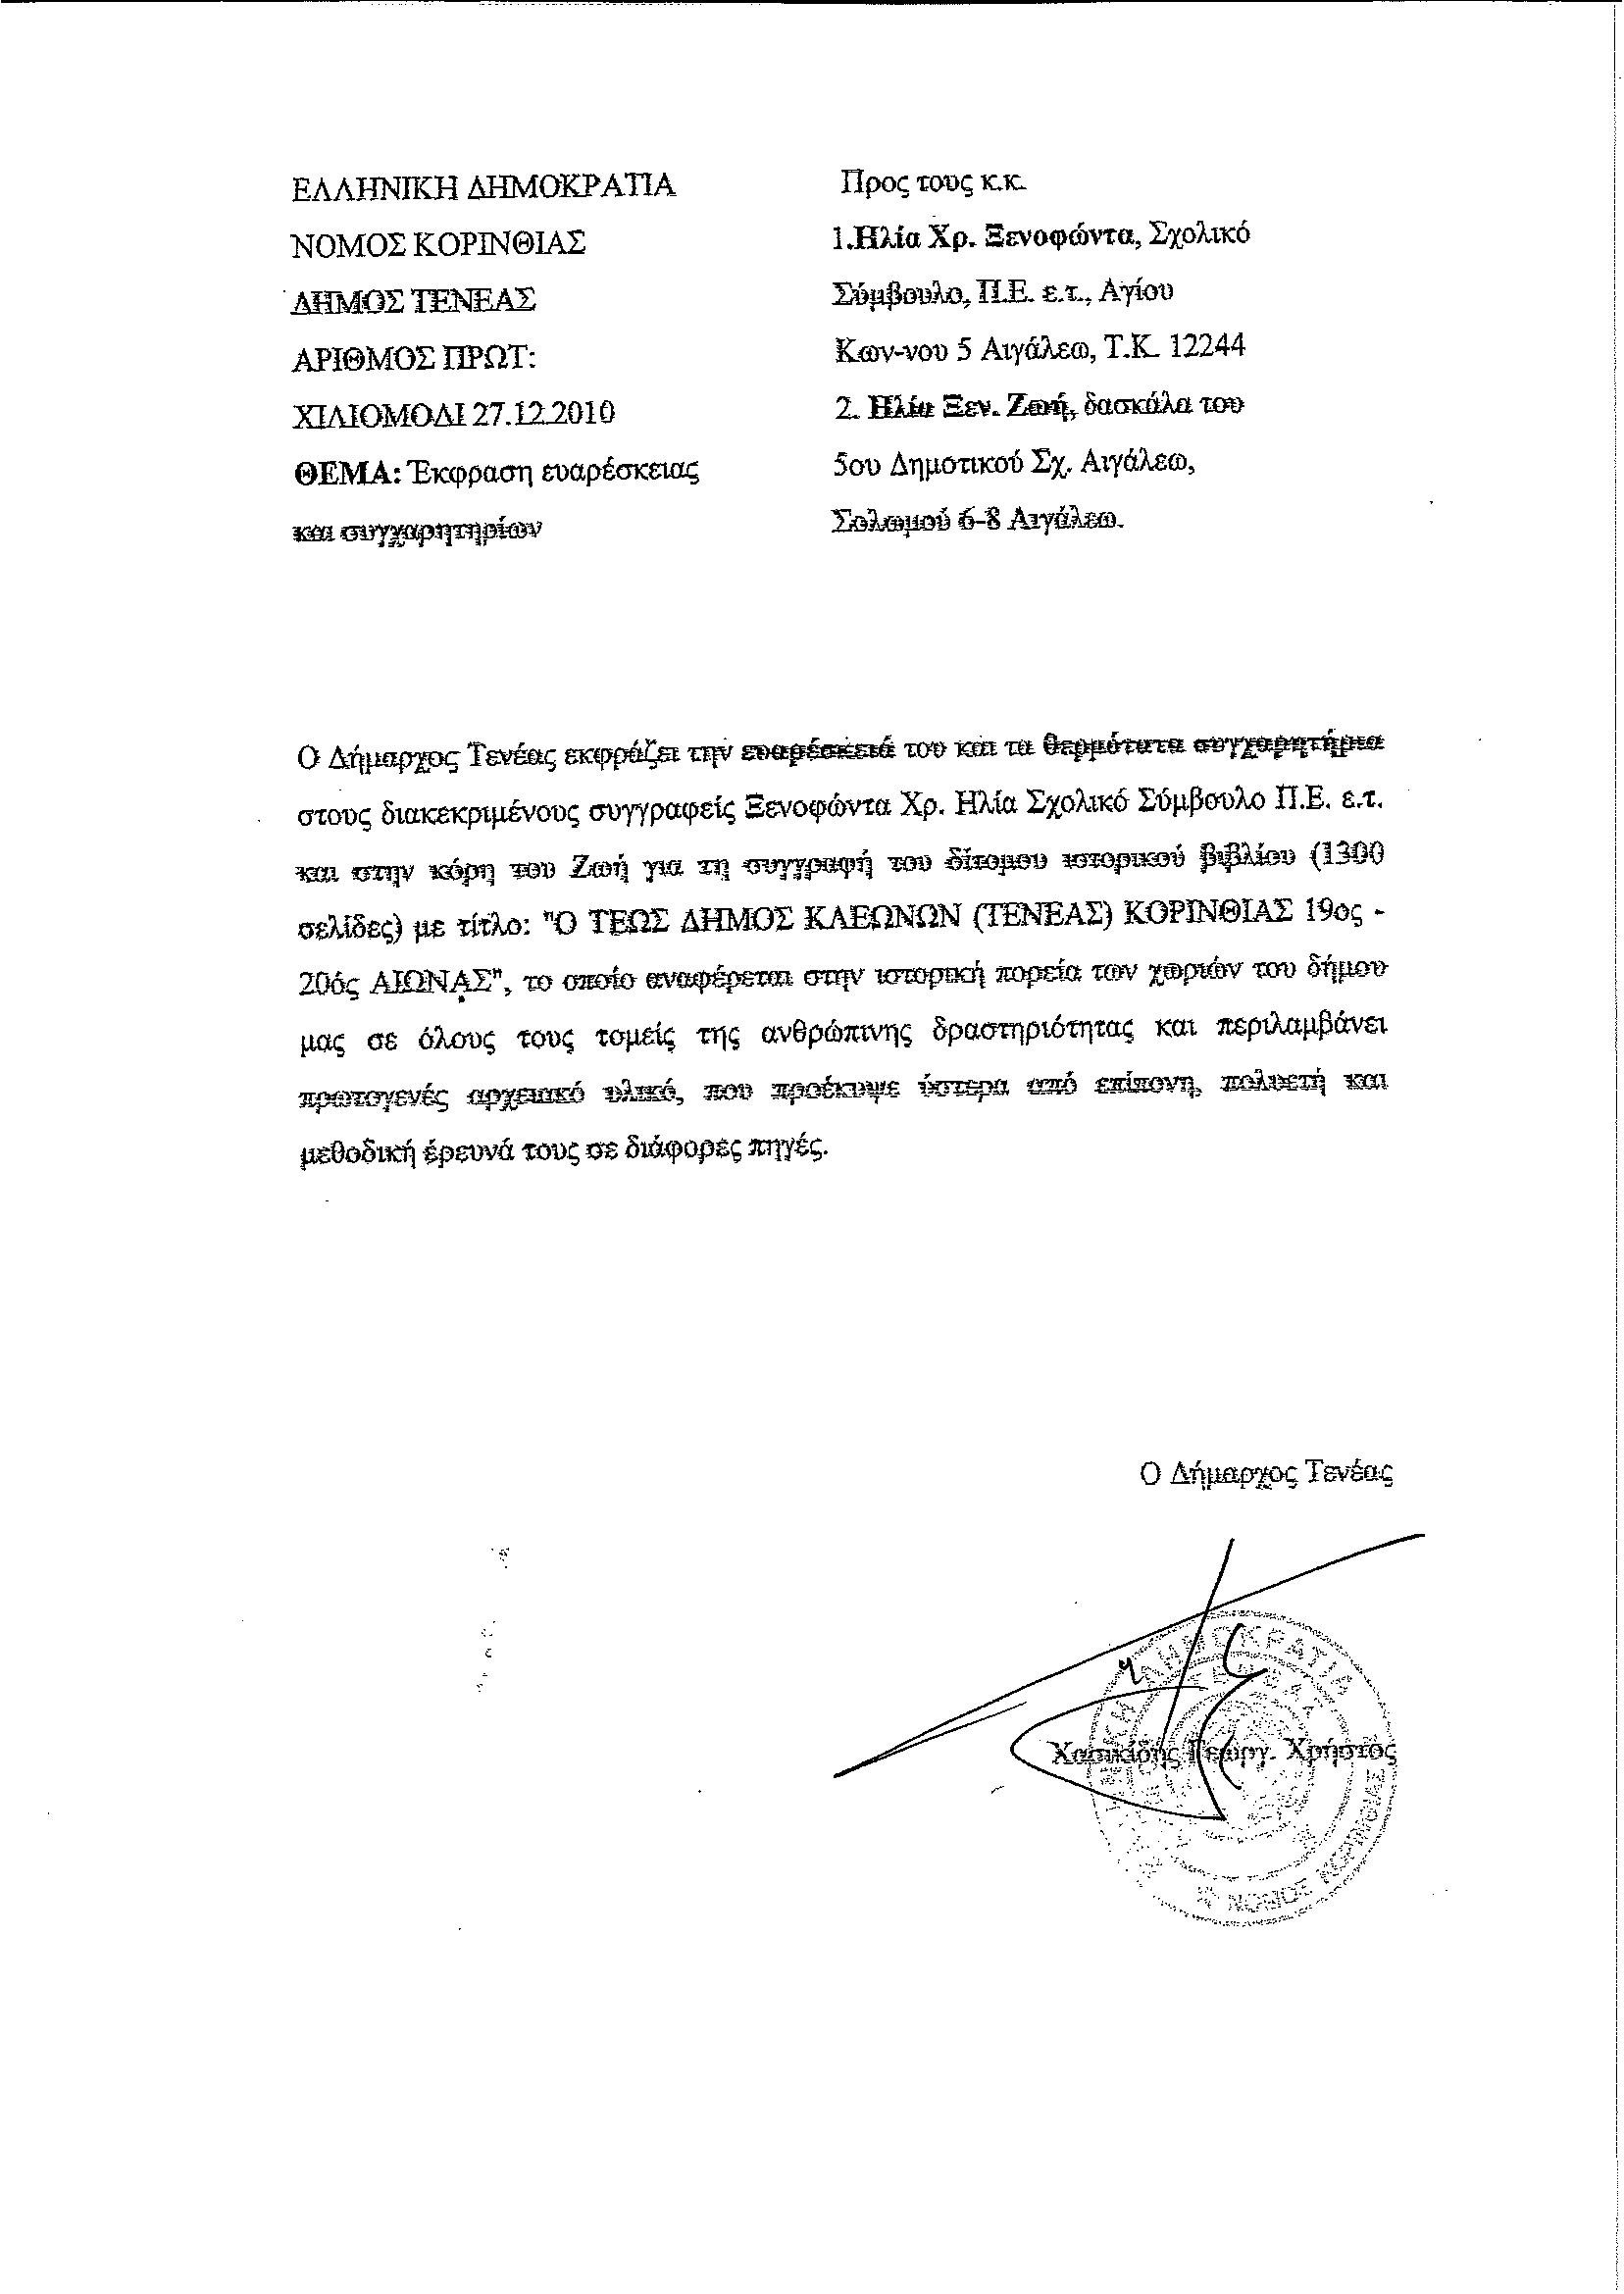 ΕΛΛΗΝΙΚΗ ΔΗΜΟΚΡΑΤΙΑ
ΝΟΜΟΣ ΚΟΡΙΝΘΙΑΣ
ΔΗΜΟΣ ΤΕΝΕΑΣ
ΑΡΙΘΜΟΣ ΠΡΩΤ:
ΧΙΛΙΟΜΟΔΙ 27.12.2010
ΘΕΜΑ: Έκφραση ευαρέσκειας
και συγχαρητηρίων
Προς τους κ.κ.
1.Ηλία Χρ. Ξενοφώντα, Σχολικό
Σύμβουλο, Π.Ε. ε.τ., Αγίου
Κων-νου 5 Αιγάλεω, Τ.Κ. 12244
2. Ηλία Ξεν. Ζωή, δασκάλα του
5ου Δημοτικού Σχ. Αιγάλεω,
Σολωμού 6-8 Αιγάλεω.
Ο Δήμαρχος Τενέας εκφράζει την ευαρέσκειά του και τα θερμότατα συγχαρητήρια
στους διακεκριμένους συγγραφείς Ξενοφώντα Χρ. Ηλία Σχολικό Σύμβουλο Π.Ε. ε.τ.
και στην κόρη του Ζωή για τη συγγραφή του δίτομου ιστορικού βιβλίου (1300
σελίδες) με τίτλο: "Ο ΤΕΩΣ ΔΗΜΟΣ ΚΛΕΩΝΩΝ (ΤΕΝΕΑΣ) ΚΟΡΙΝΘΙΑΣ 19ος -
20ός ΑΙΩΝΑΣ", το οποίο αναφέρεται στην ιστορική πορεία των χωριών του δήμου
μας σε όλους τους τομείς της ανθρώπινης δραστηριότητας και περιλαμβάνει
πρωτογενές αρχειακό υλικό, που προέκυψε ύστερα από επίπονη, πολυετή και
μεθοδική έρευνά τους σε διάφορες πηγές.
Ο Δήμαρχος Τενέας
Γεωργ. Χρήστος
ΔΗΜΟΚΡΑΤΙΑ
ΝΟΜΟΣ ΚΟΡΙΝΘΙΑΣ